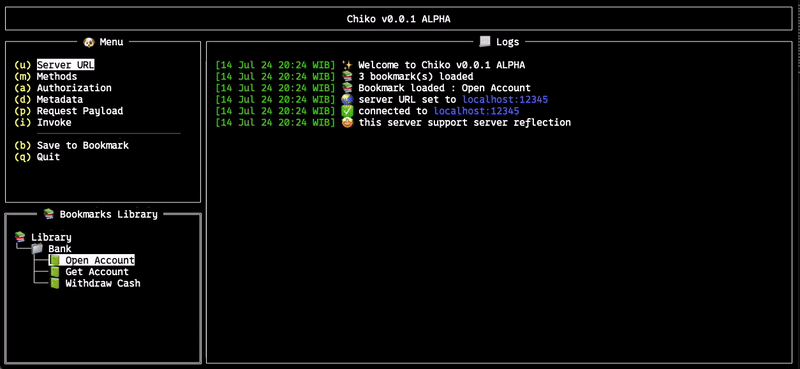 Chiko v0.0.1 ALPHA
Menu
(u) Server URL
(m) Methods
(a) Authorization
(d) Metadata
(p) Request Payload
(i) Invoke
(b) Save to Bookmark
(q) Quit
Bookmarks Library
Library
Bank
Open Account
Get Account
Withdraw Cash
Logs
[14 Jul 24 20:24 WIB] ✨ Welcome to Chiko v0.0.1 ALPHA
[14 Jul 24 20:24 WIB] 📚 3 bookmark(s) loaded
[14 Jul 24 20:24 WIB] 📚 Bookmark loaded : Open Account
[14 Jul 24 20:24 WIB] 🌏 server URL set to localhost:12345
[14 Jul 24 20:24 WIB] ✅ connected to localhost:12345
[14 Jul 24 20:24 WIB] 🤩 this server support server reflection